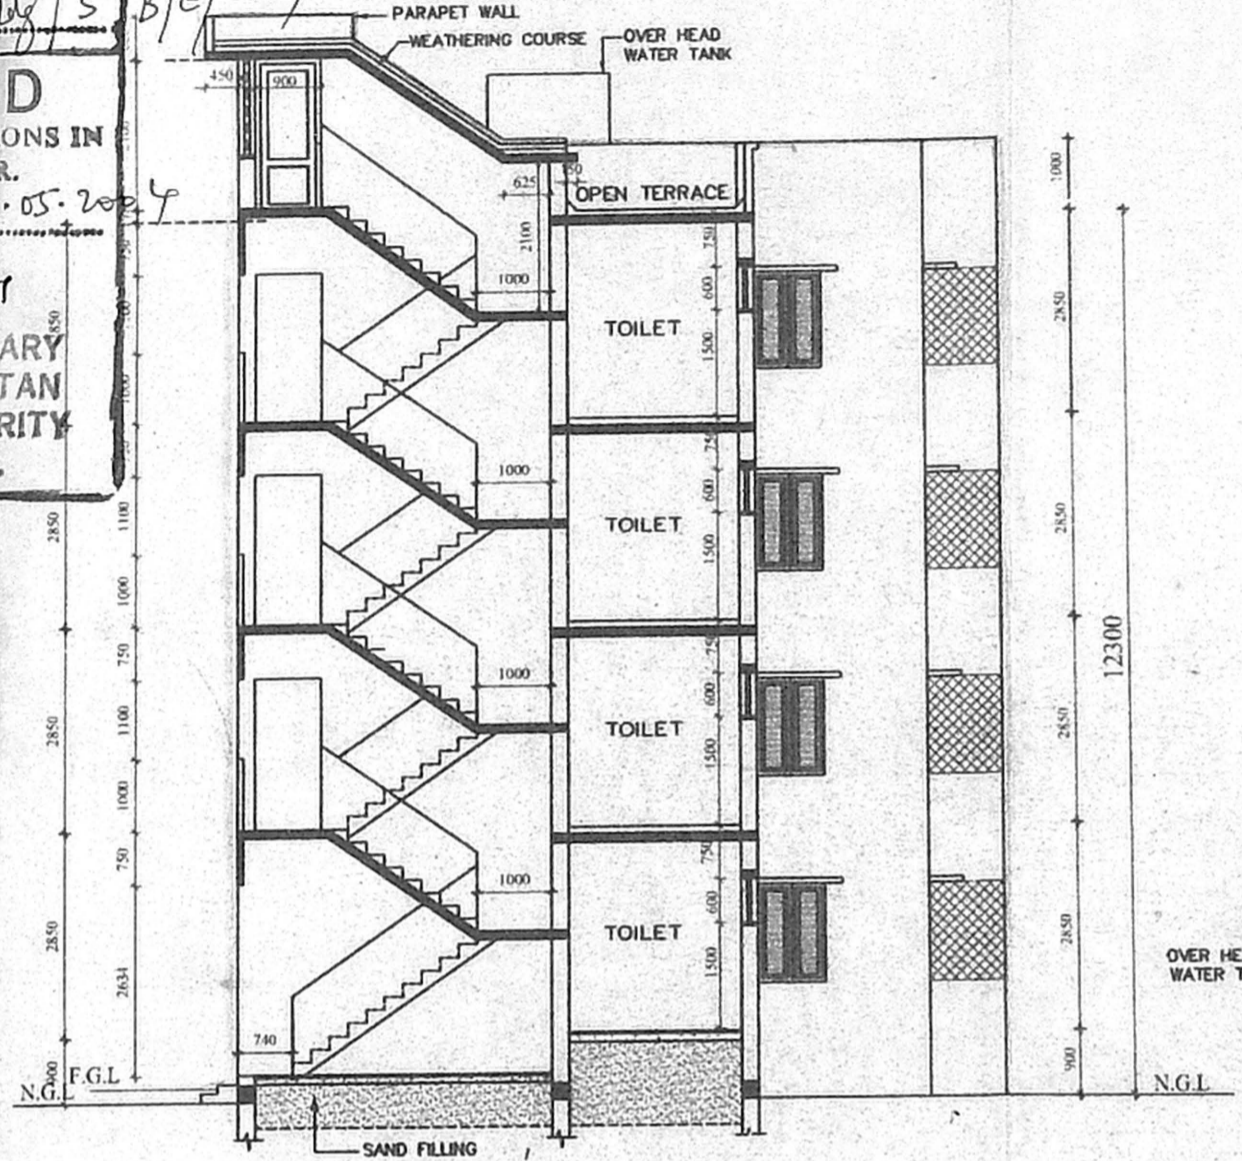 PARAPET WALL
WEATHERING COURSE
OVER HEAD
WATER TANK
450
900
D
ONS IN
R.
.05.2004
625
150
OPEN TERRACE
2100
1000
1000
750
600
TOILET
1500
2850
2850
ARY
TAN
RITY
750
1000
600
TOILET
1500
2850
2850
1100
1000
750
1000
600
TOILET
1500
2850
2850
750
1100
1000
12300
750
1000
600
TOILET
1500
2850
2850
750
2634
OVER HE
WATER T
740
900
F.G.L
N.G.L
N.G.L
SAND FILLING